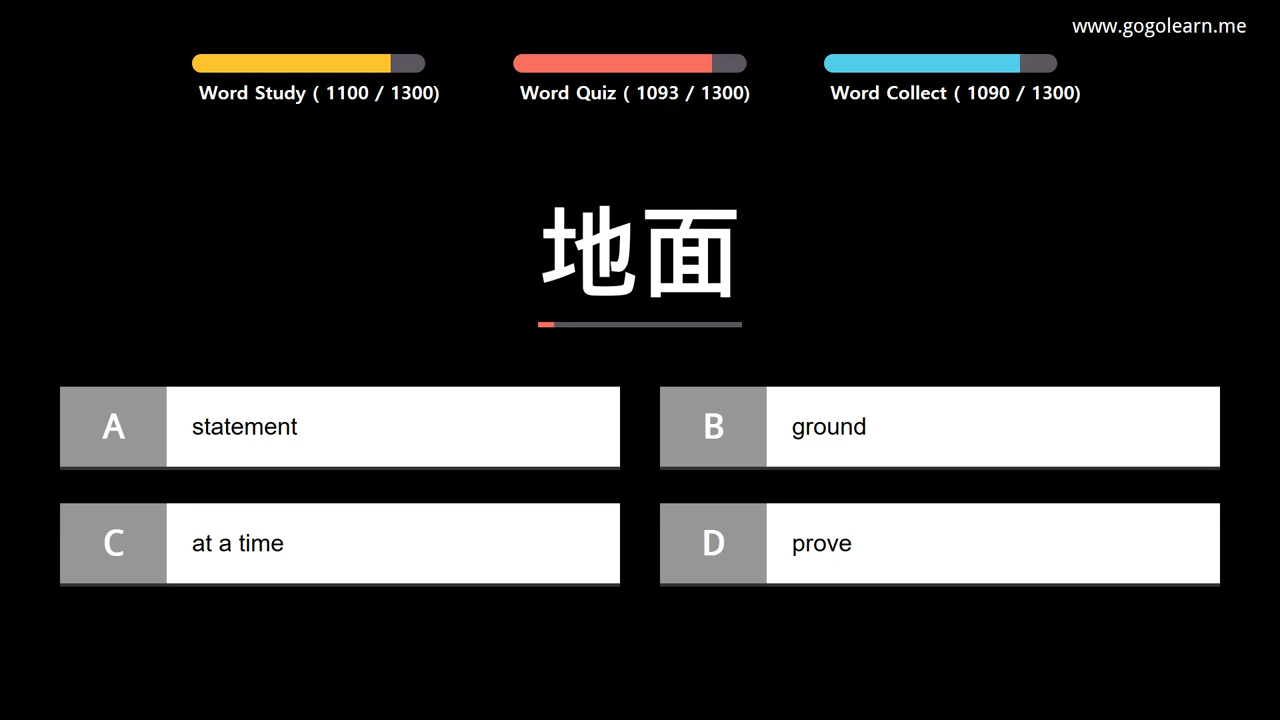 www.gogolearn.me
Word Study ( 1100 / 1300)
Word Quiz ( 1093 / 1300)
Word Collect ( 1090 / 1300)
地面
A statement
B ground
C at a time
D prove